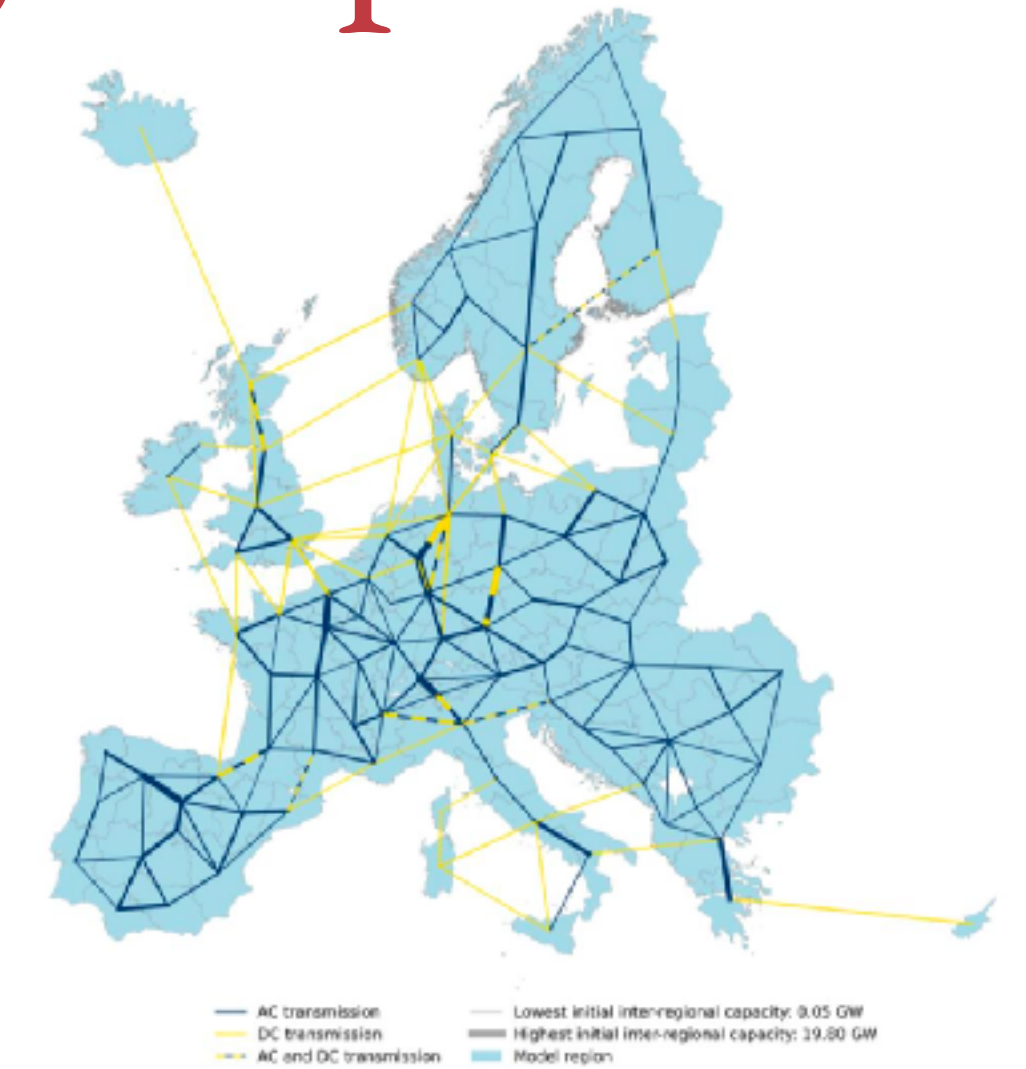 AC transmission
DC transmission
AC and DC transmission
Lowest initial inter-regional capacity: 0.05 GW
Highest initial inter-regional capacity: 19.80 GW
Model region